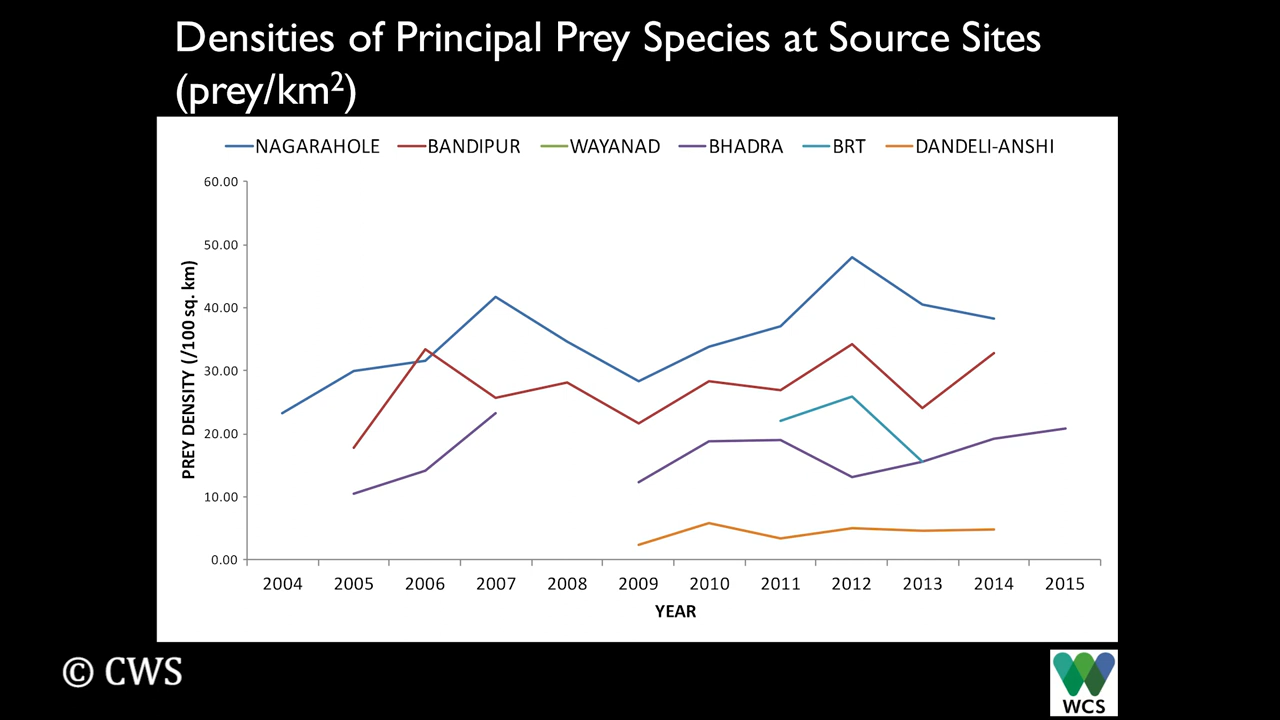 Densities of Principal Prey Species at Source Sites
(prey/km²)
NAGARAHOLE BANDIPUR WAYANAD BHADRA BRT DANDELI-ANSHI
60.00
50.00
40.00
30.00
20.00
10.00
0.00
PREY DENSITY (/100 sq. km)
2004 2005 2006 2007 2008 2009 2010 2011 2012 2013 2014 2015
YEAR
© CWS
WCS